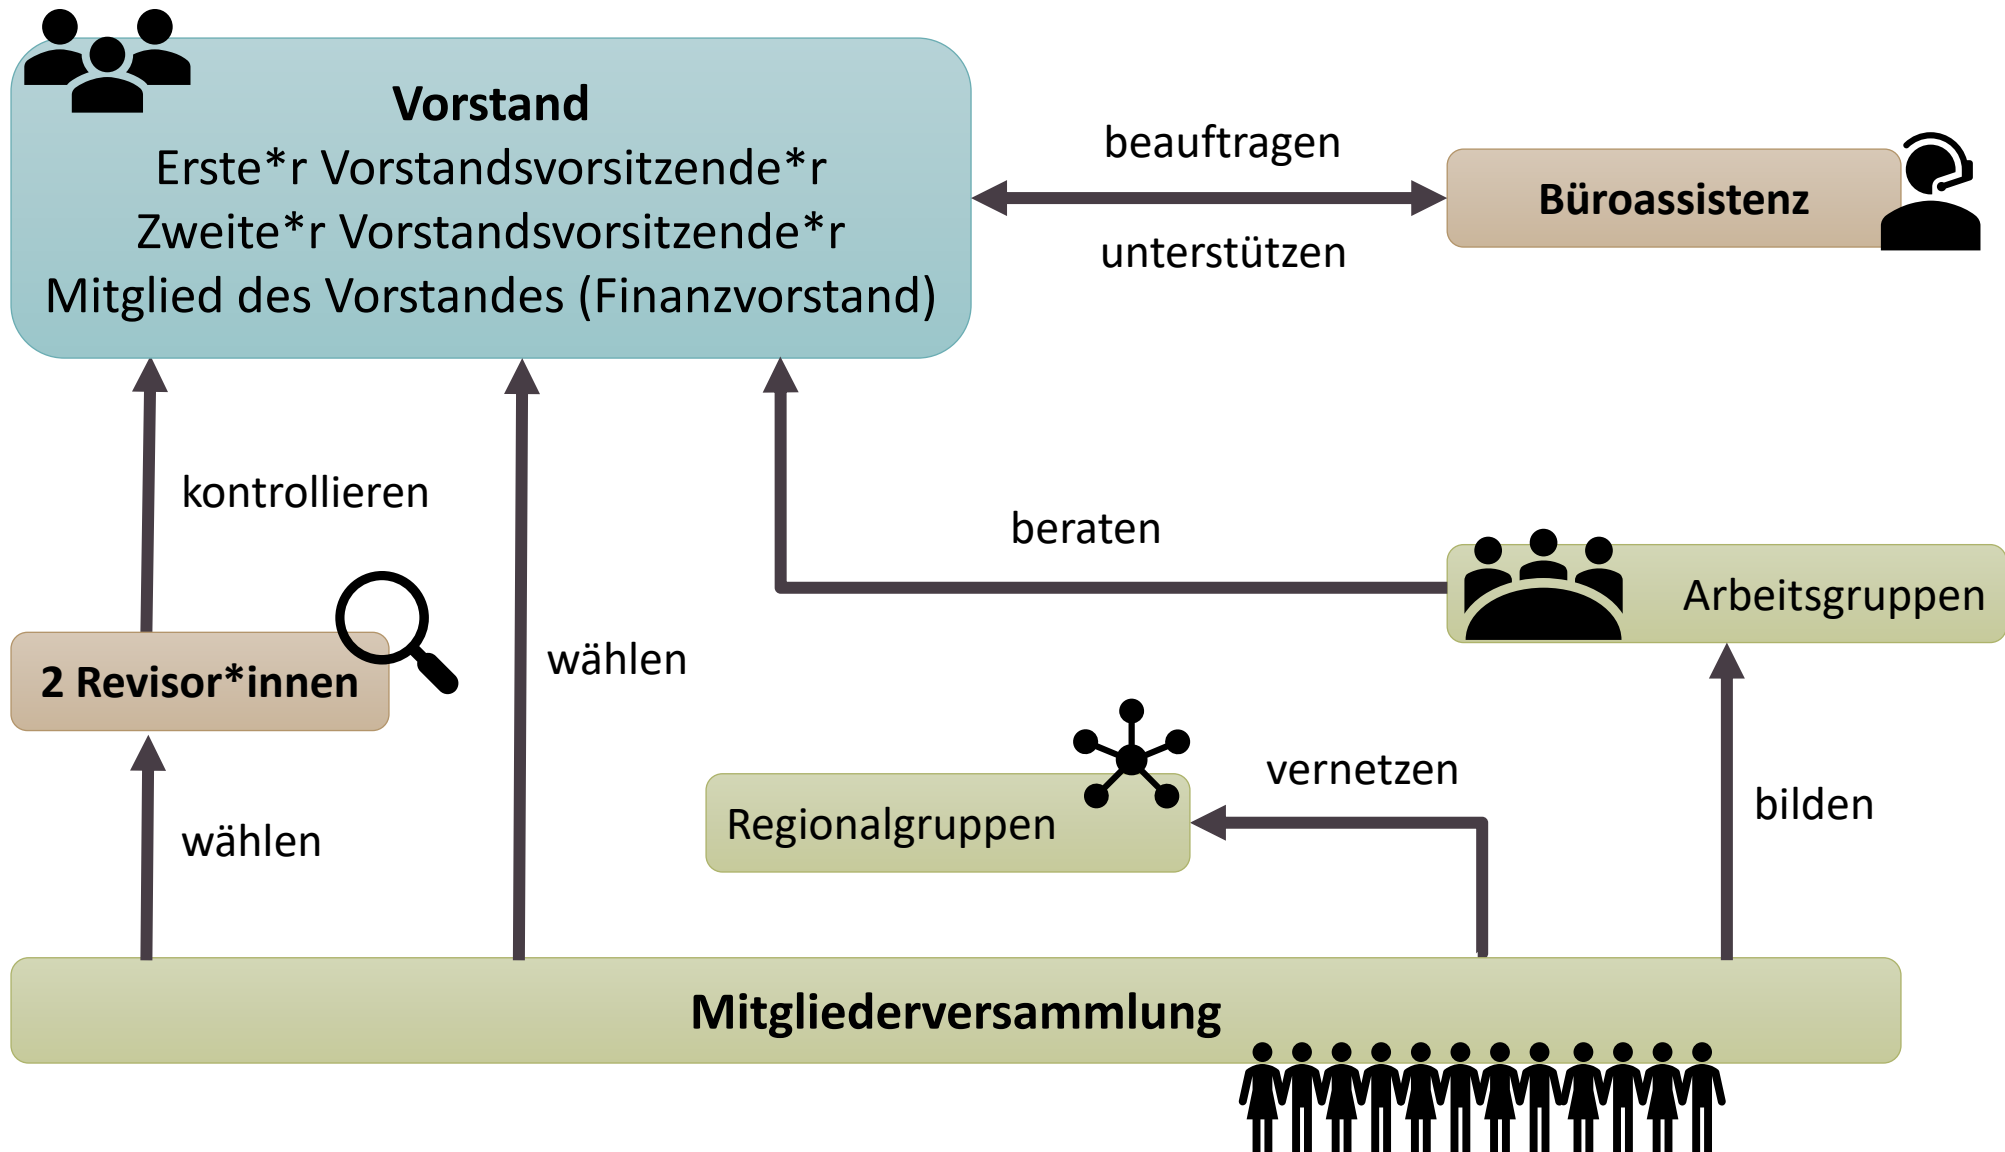 Vorstand
Erste*r Vorstandsvorsitzende*r
Zweite*r Vorstandsvorsitzende*r
Mitglied des Vorstandes (Finanzvorstand)
beauftragen
unterstützen
Büroassistenz
kontrollieren
beraten
Arbeitsgruppen
2 Revisor*innen
wählen
wählen
Regionalgruppen
vernetzen
bilden
Mitgliederversammlung